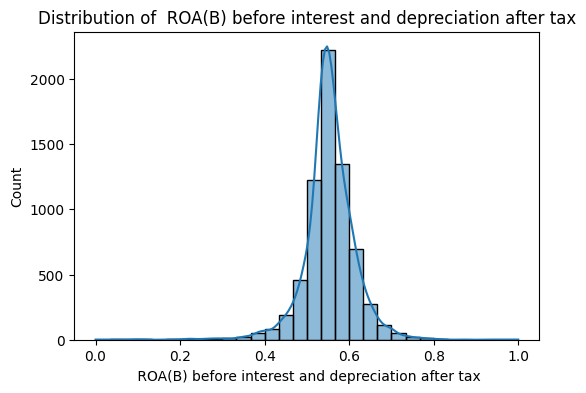 Distribution of  ROA(B) before interest and depreciation after tax
2000
1500
1000
500
0
Count
0.0 0.2 0.4 0.6 0.8 1.0
ROA(B) before interest and depreciation after tax